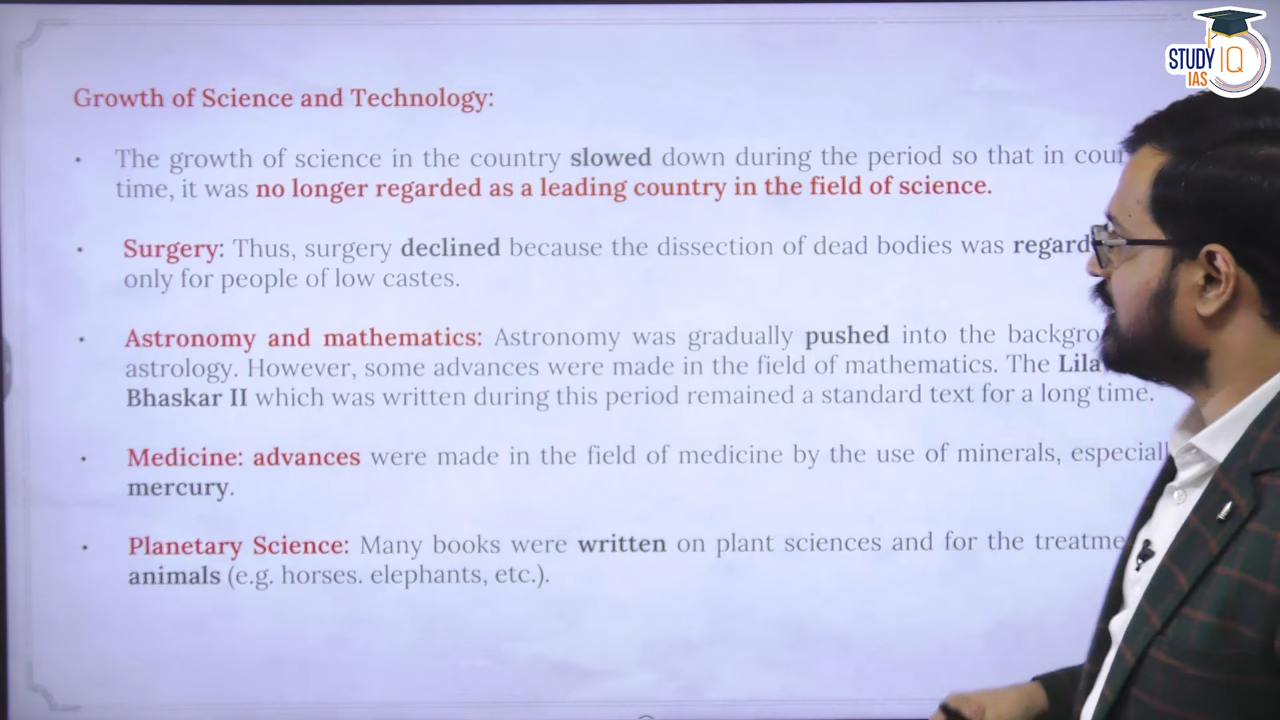 STUDY IQ
IAS
Growth of Science and Technology:
• The growth of science in the country slowed down during the period so that in
time, it was no longer regarded as a leading country in the field of science.
• Surgery: Thus, surgery declined because the dissection of dead bodies was
only for people of low castes.
• Astronomy and mathematics: Astronomy was gradually pushed into the
astrology. However, some advances were made in the field of mathematics. The
Bhaskar II which was written during this period remained a standard text for a long time.
• Medicine: advances were made in the field of medicine by the use of minerals,
mercury.
• Planetary Science: Many books were written on plant sciences and for the
animals (e.g. horses. elephants, etc.).